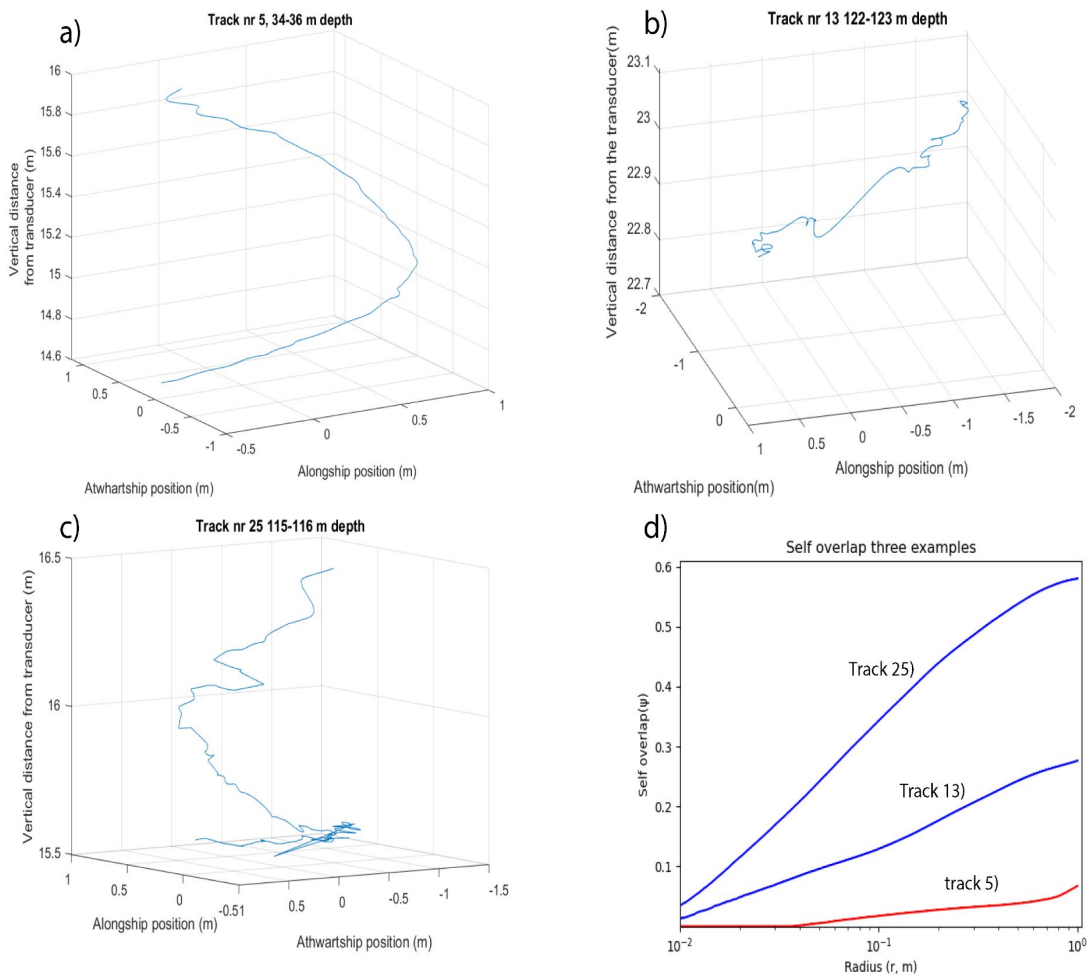 a)
Track nr 5, 34-36 m depth
Vertical distance
from transducer (m)
16
15.8
15.6
15.4
15.2
15
14.8
14.6
1
0.5
0
-0.5
-1
-0.5
0
0.5
1
Atwhartship position (m)
Alongship position (m)
b)
Track nr 13 122-123 m depth
Vertical distance from the transducer(m)
23.1
23
22.9
22.8
22.7
-2
-1
0
1
0.5
0
-0.5
-1
-1.5
-2
Alongship position (m)
Athwartship position(m)
c)
Track nr 25 115-116 m depth
Vertical distance from transducer (m)
16.5
16
15.5
1
0
-0.51
0.5
0
-0.5
-1
-1.5
Alongship position (m)
Athwartship position (m)
d)
Self overlap three examples
Self overlap(ψ)
0.6
0.5
0.4
0.3
0.2
0.1
Track 25)
Track 13)
track 5)
10⁻²
10⁻¹
10⁰
Radius (r, m)